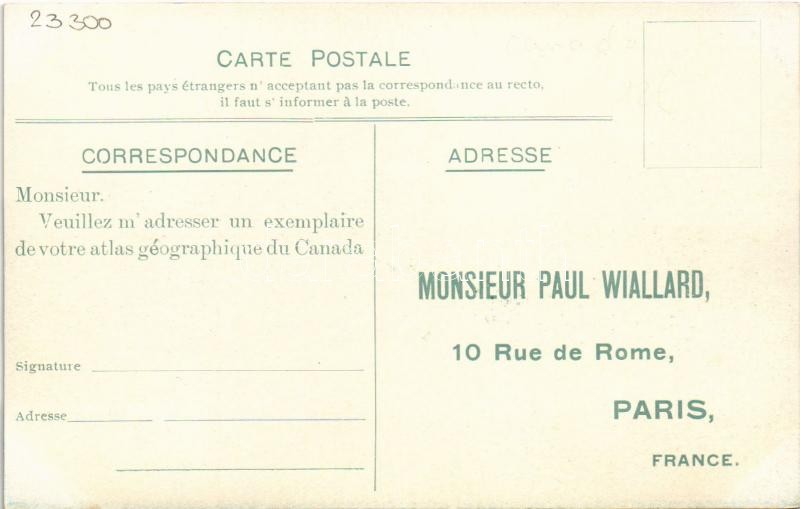 23300
CARTE POSTALE
Canada
Tous les pays étrangers n' acceptant pas la correspondance au recto,
il faut s' informer à la poste.
CORRESPONDANCE
ADRESSE
Monsieur.
Veuillez m' adresser un exemplaire
de votre atlas géographique du Canada
MONSIEUR PAUL WIALLARD,
10 Rue de Rome,
PARIS,
FRANCE.
Signature
Adresse